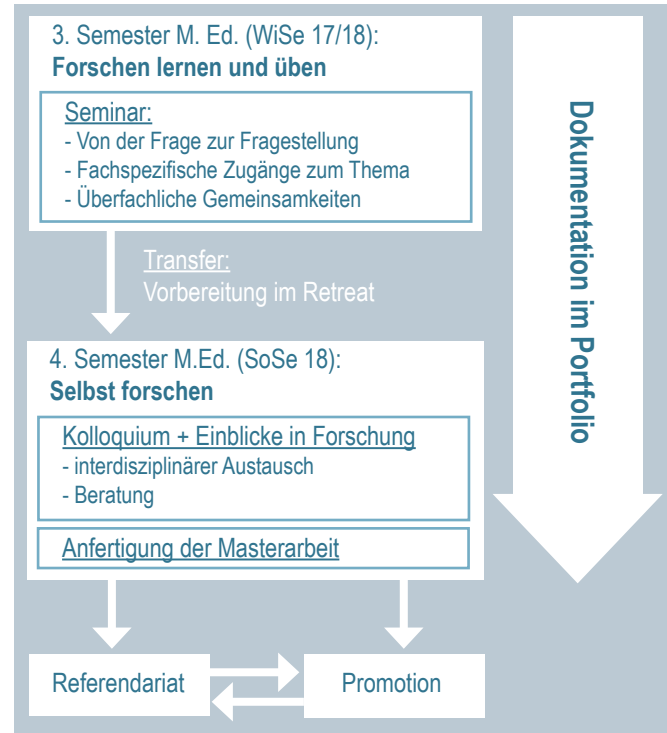 3. Semester M. Ed. (WiSe 17/18):
Forschen lernen und üben
Seminar:
- Von der Frage zur Fragestellung
- Fachspezifische Zugänge zum Thema
- Überfachliche Gemeinsamkeiten
Transfer:
Vorbereitung im Retreat
4. Semester M.Ed. (SoSe 18):
Selbst forschen
Kolloquium + Einblicke in Forschung
- interdisziplinärer Austausch
- Beratung
Anfertigung der Masterarbeit
Referendariat
Promotion
Dokumentation im Portfolio